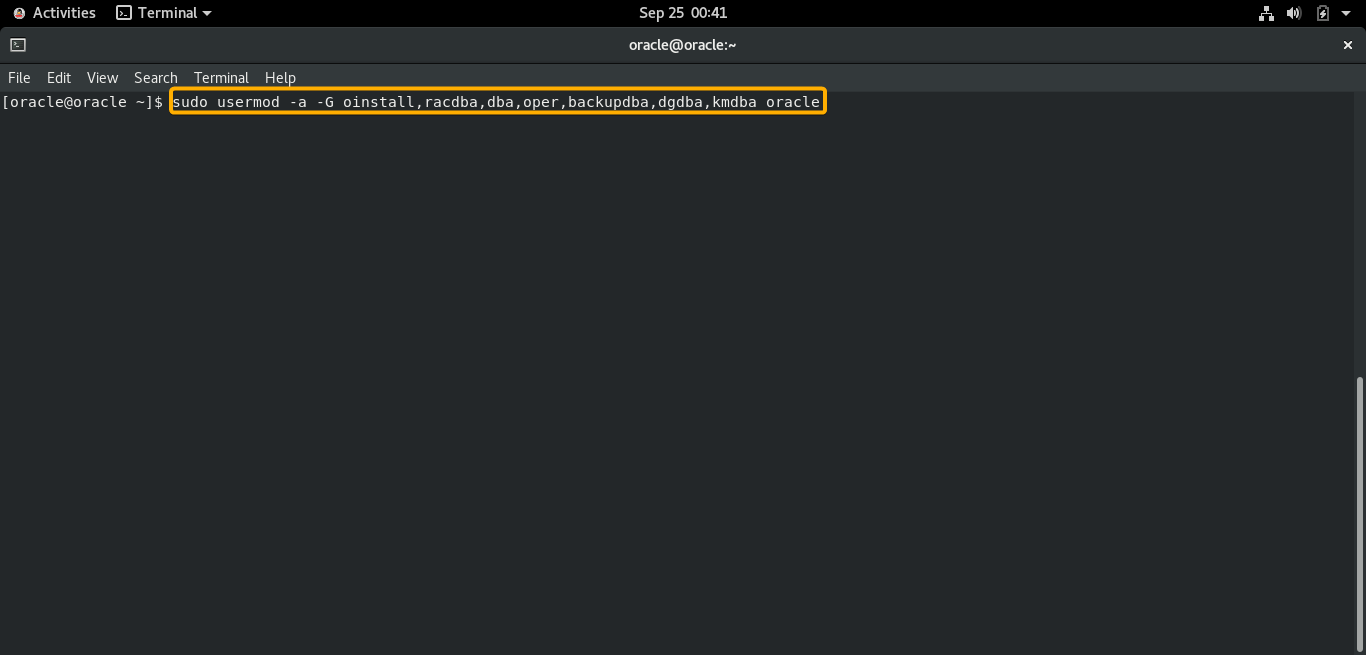 Activities Terminal Sep 25 00:41
oracle@oracle:~
File Edit View Search Terminal Help
[oracle@oracle ~]$ sudo usermod -a -G oinstall,racdba,dba,oper,backupdba,dgdba,kmdba oracle